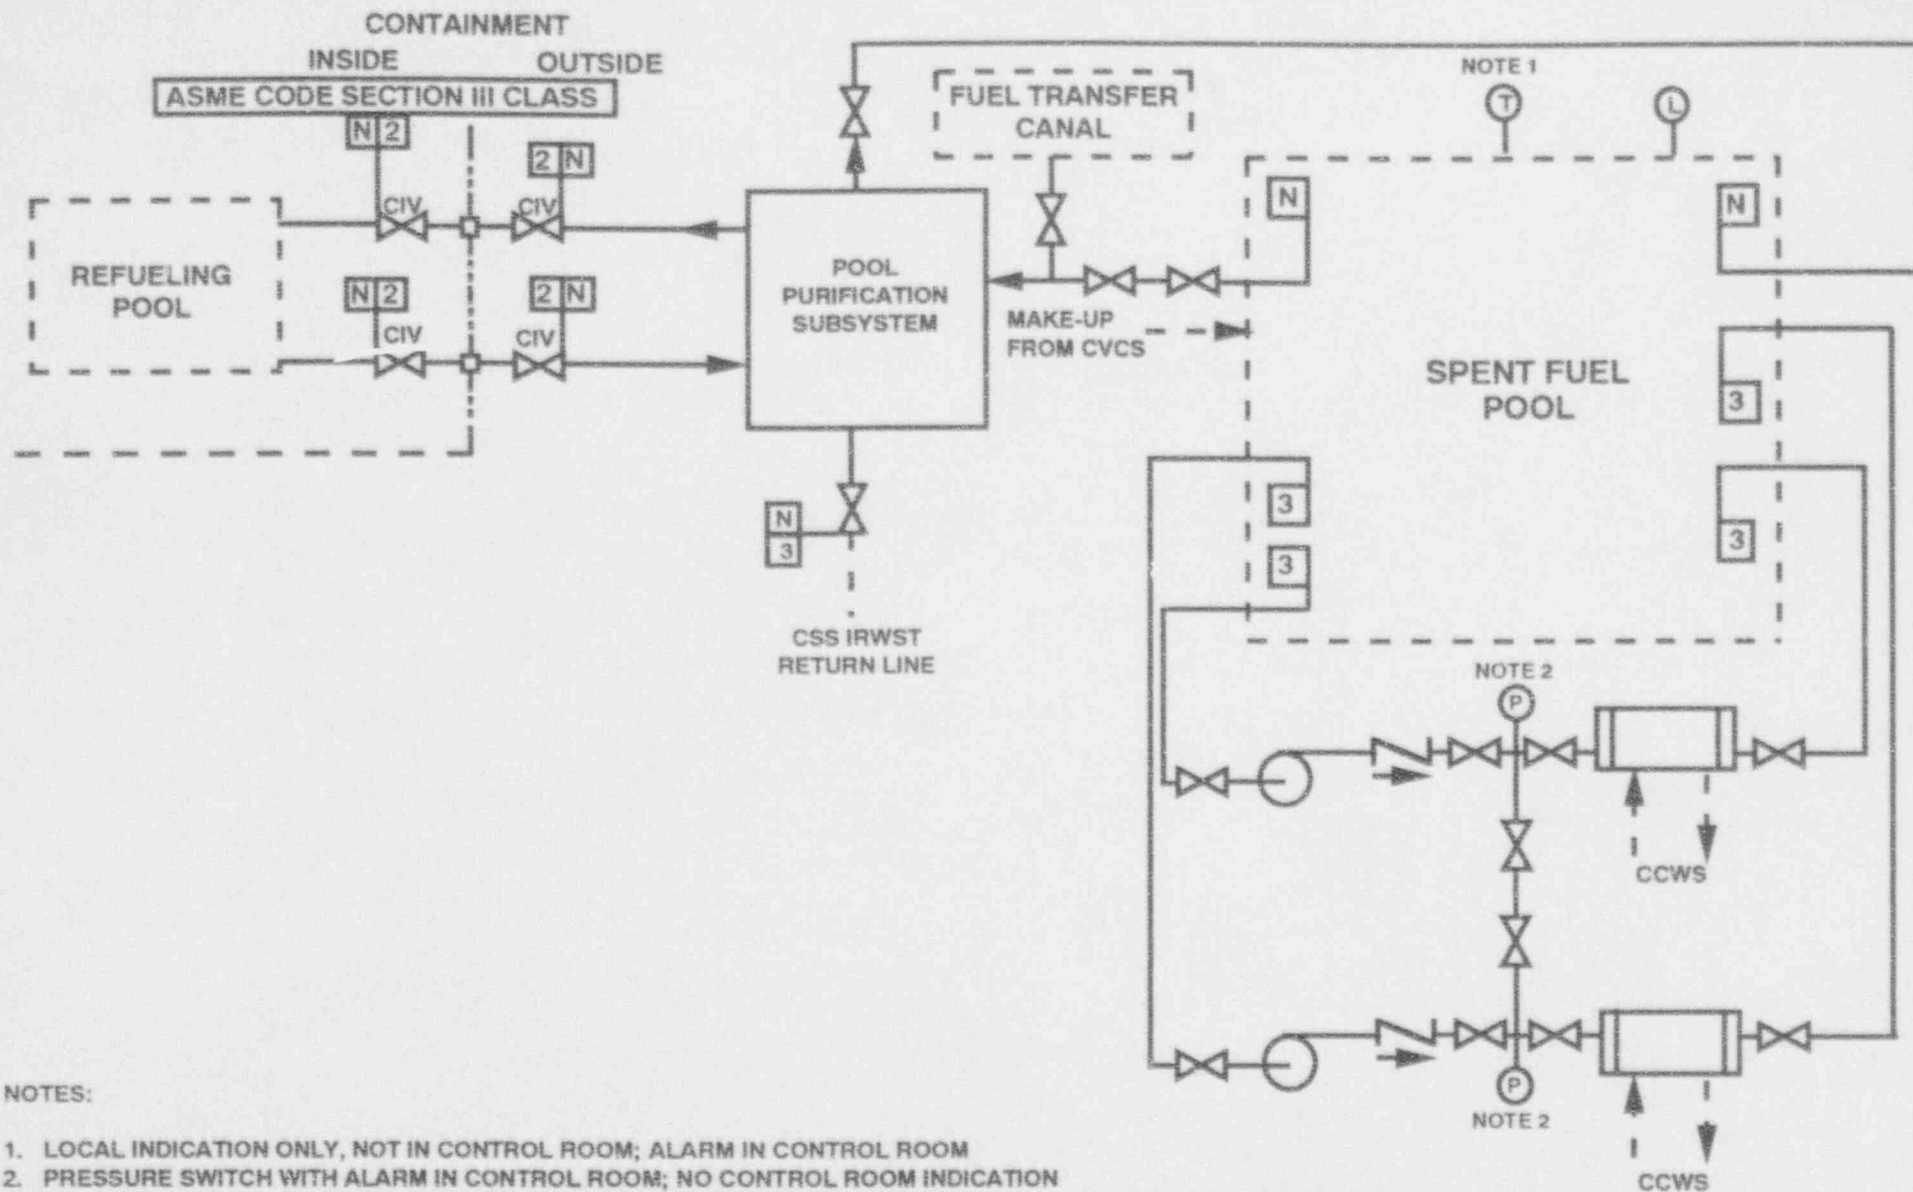 CONTAINMENT
INSIDE OUTSIDE
ASME CODE SECTION III CLASS
N 2
2 N
CIV CIV
N 2
2 N
CIV CIV
REFUELING
POOL
POOL
PURIFICATION
SUBSYSTEM
FUEL TRANSFER
CANAL
NOTE 1
T L
N N
MAKE-UP
FROM CVCS
SPENT FUEL
POOL
3
3
3
3
N
3
CSS IRWST
RETURN LINE
NOTE 2
P
CCWS
P
NOTE 2
CCWS
NOTES:
1. LOCAL INDICATION ONLY, NOT IN CONTROL ROOM; ALARM IN CONTROL ROOM
2. PRESSURE SWITCH WITH ALARM IN CONTROL ROOM; NO CONTROL ROOM INDICATION